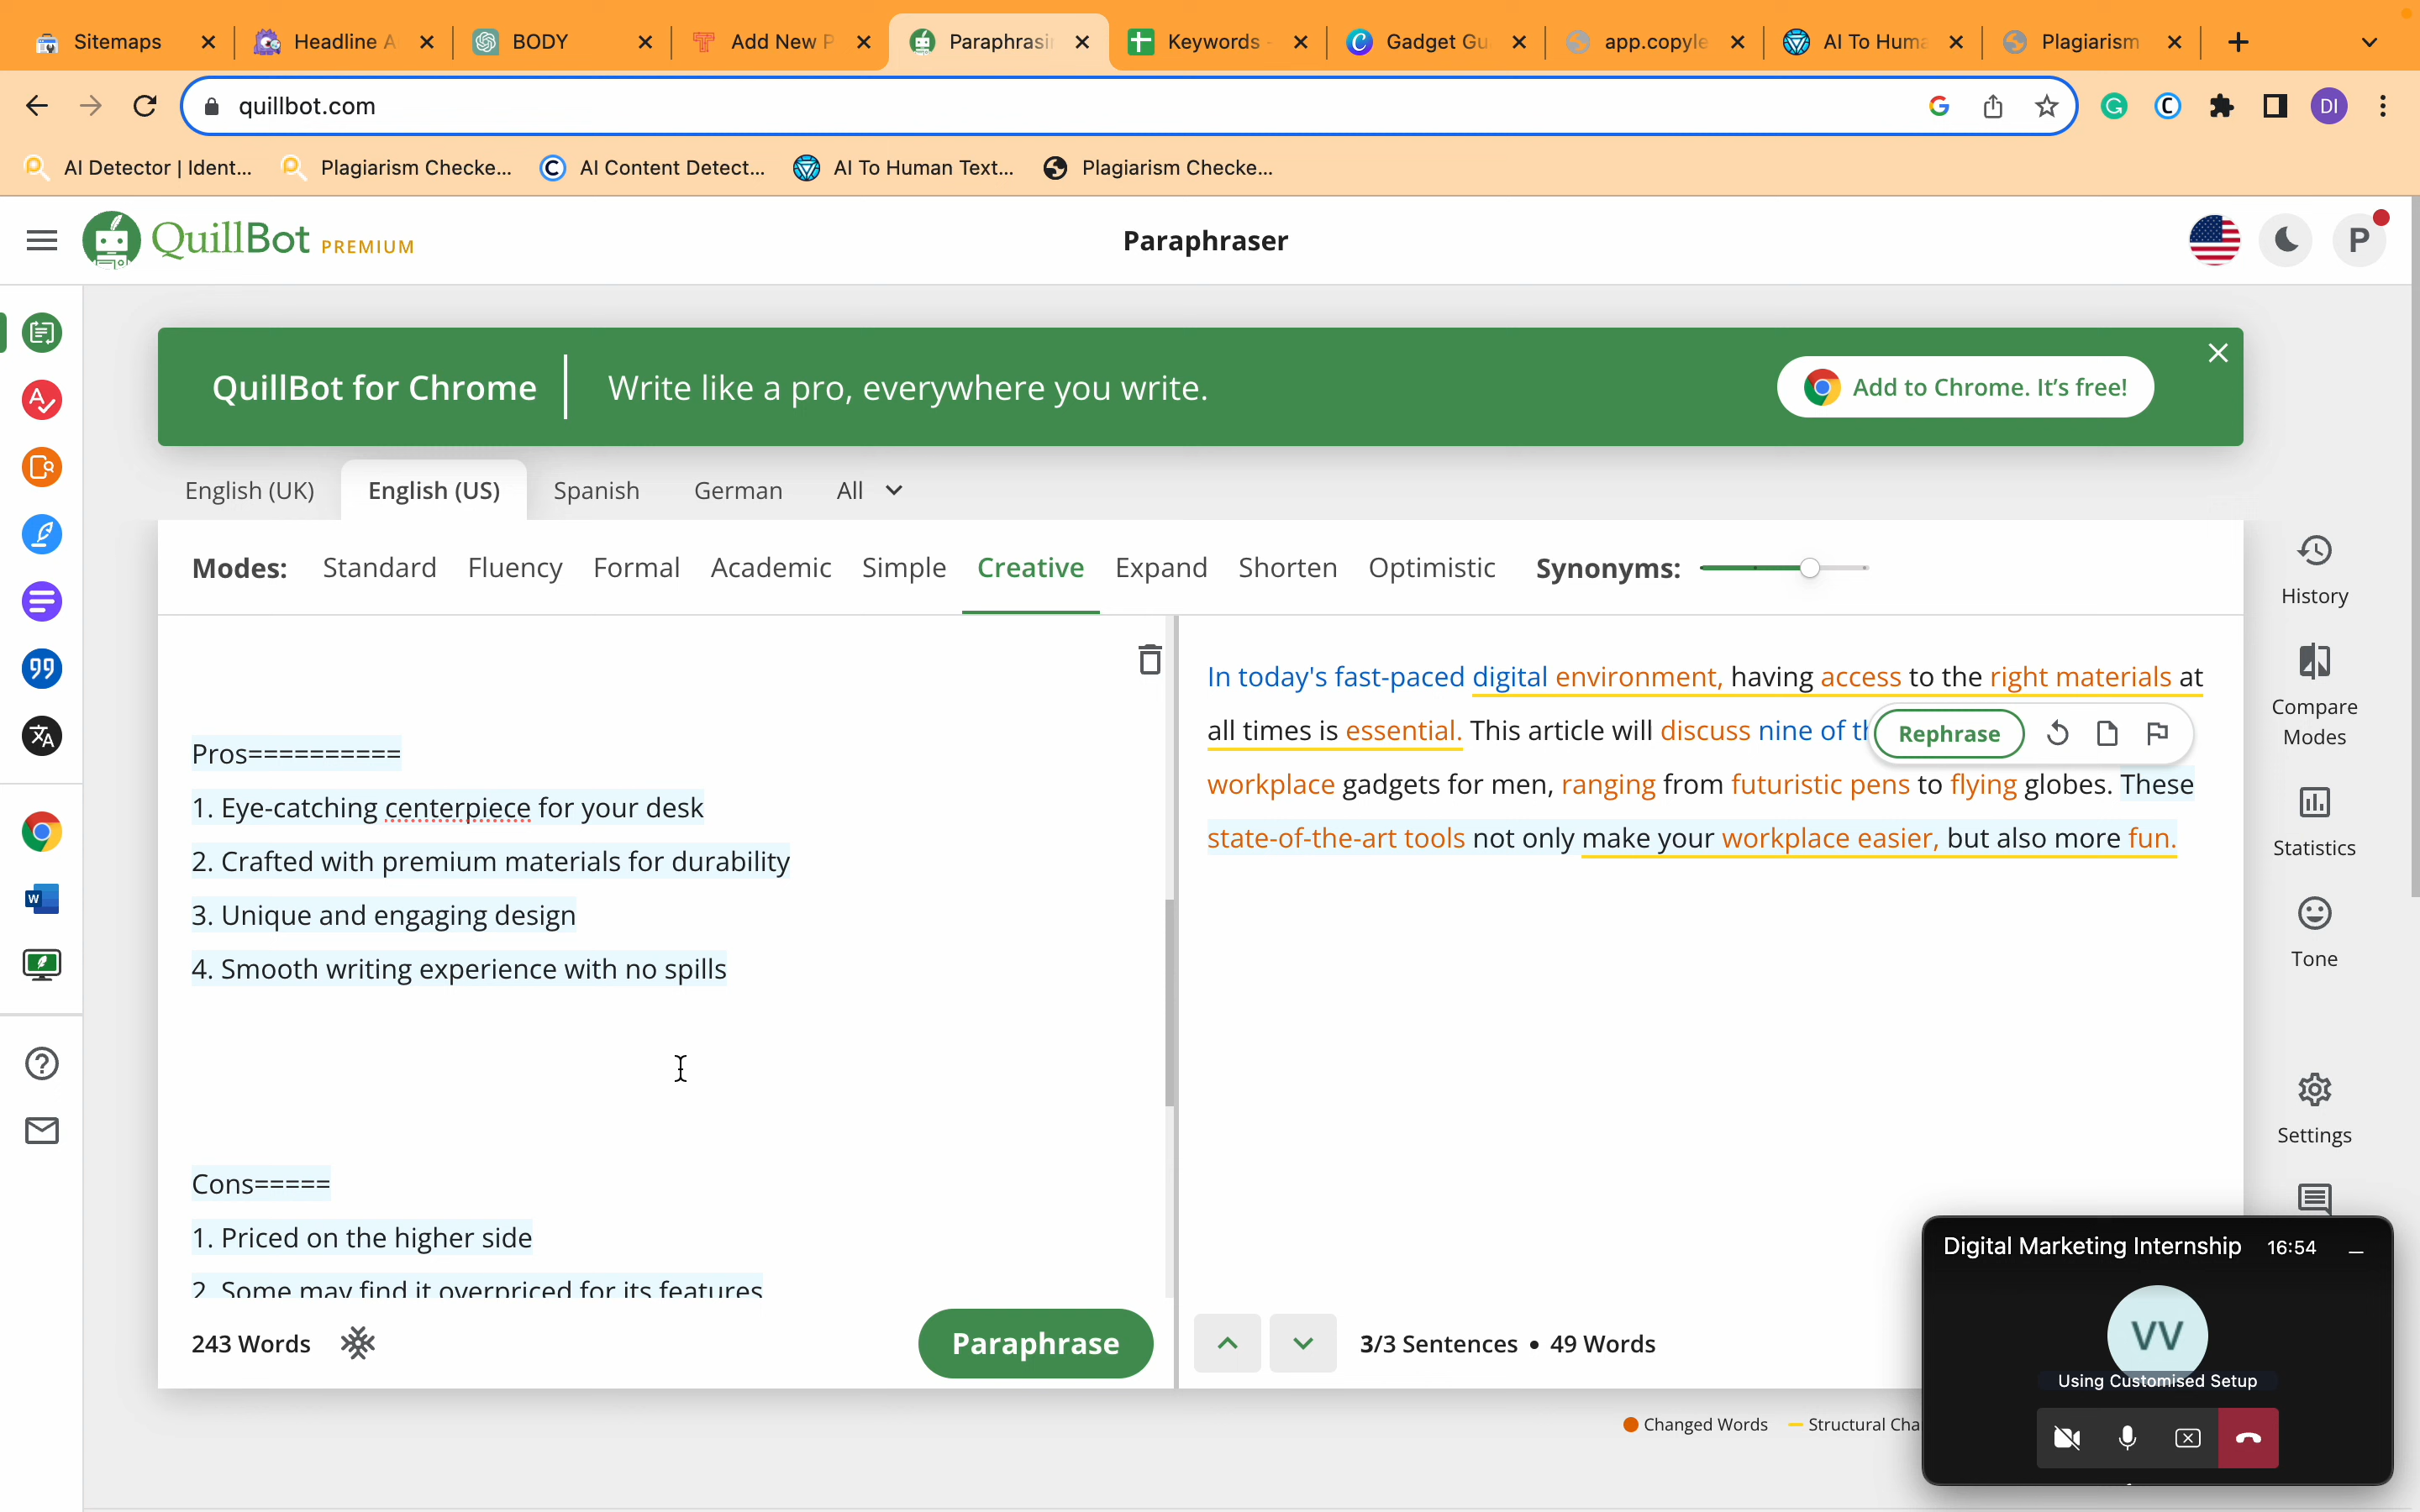 Sitemaps
Headline A
BODY
Add New P
Paraphrasi
Keywords -
Gadget Gu
app.copyle
AI To Huma
Plagiarism
quillbot.com
DI
AI Detector | Ident...
Plagiarism Checke...
AI Content Detect...
AI To Human Text...
Plagiarism Checke...
QuillBot PREMIUM
Paraphraser
P
QuillBot for Chrome
Write like a pro, everywhere you write.
Add to Chrome. It's free!
English (UK)
English (US)
Spanish
German
All
Modes:
Standard
Fluency
Formal
Academic
Simple
Creative
Expand
Shorten
Optimistic
Synonyms:
Pros==========
1. Eye-catching centerpiece for your desk
2. Crafted with premium materials for durability
3. Unique and engaging design
4. Smooth writing experience with no spills
Cons=====
1. Priced on the higher side
2. Some may find it overpriced for its features
243 Words
Paraphrase
In today's fast-paced digital environment, having access to the right materials at
all times is essential. This article will discuss nine of th
Rephrase
workplace gadgets for men, ranging from futuristic pens to flying globes. These
state-of-the-art tools not only make your workplace easier, but also more fun.
3/3 Sentences • 49 Words
Changed Words
Structural Cha
History
Compare
Modes
Statistics
Tone
Settings
Digital Marketing Internship 16:54
VV
Using Customised Setup